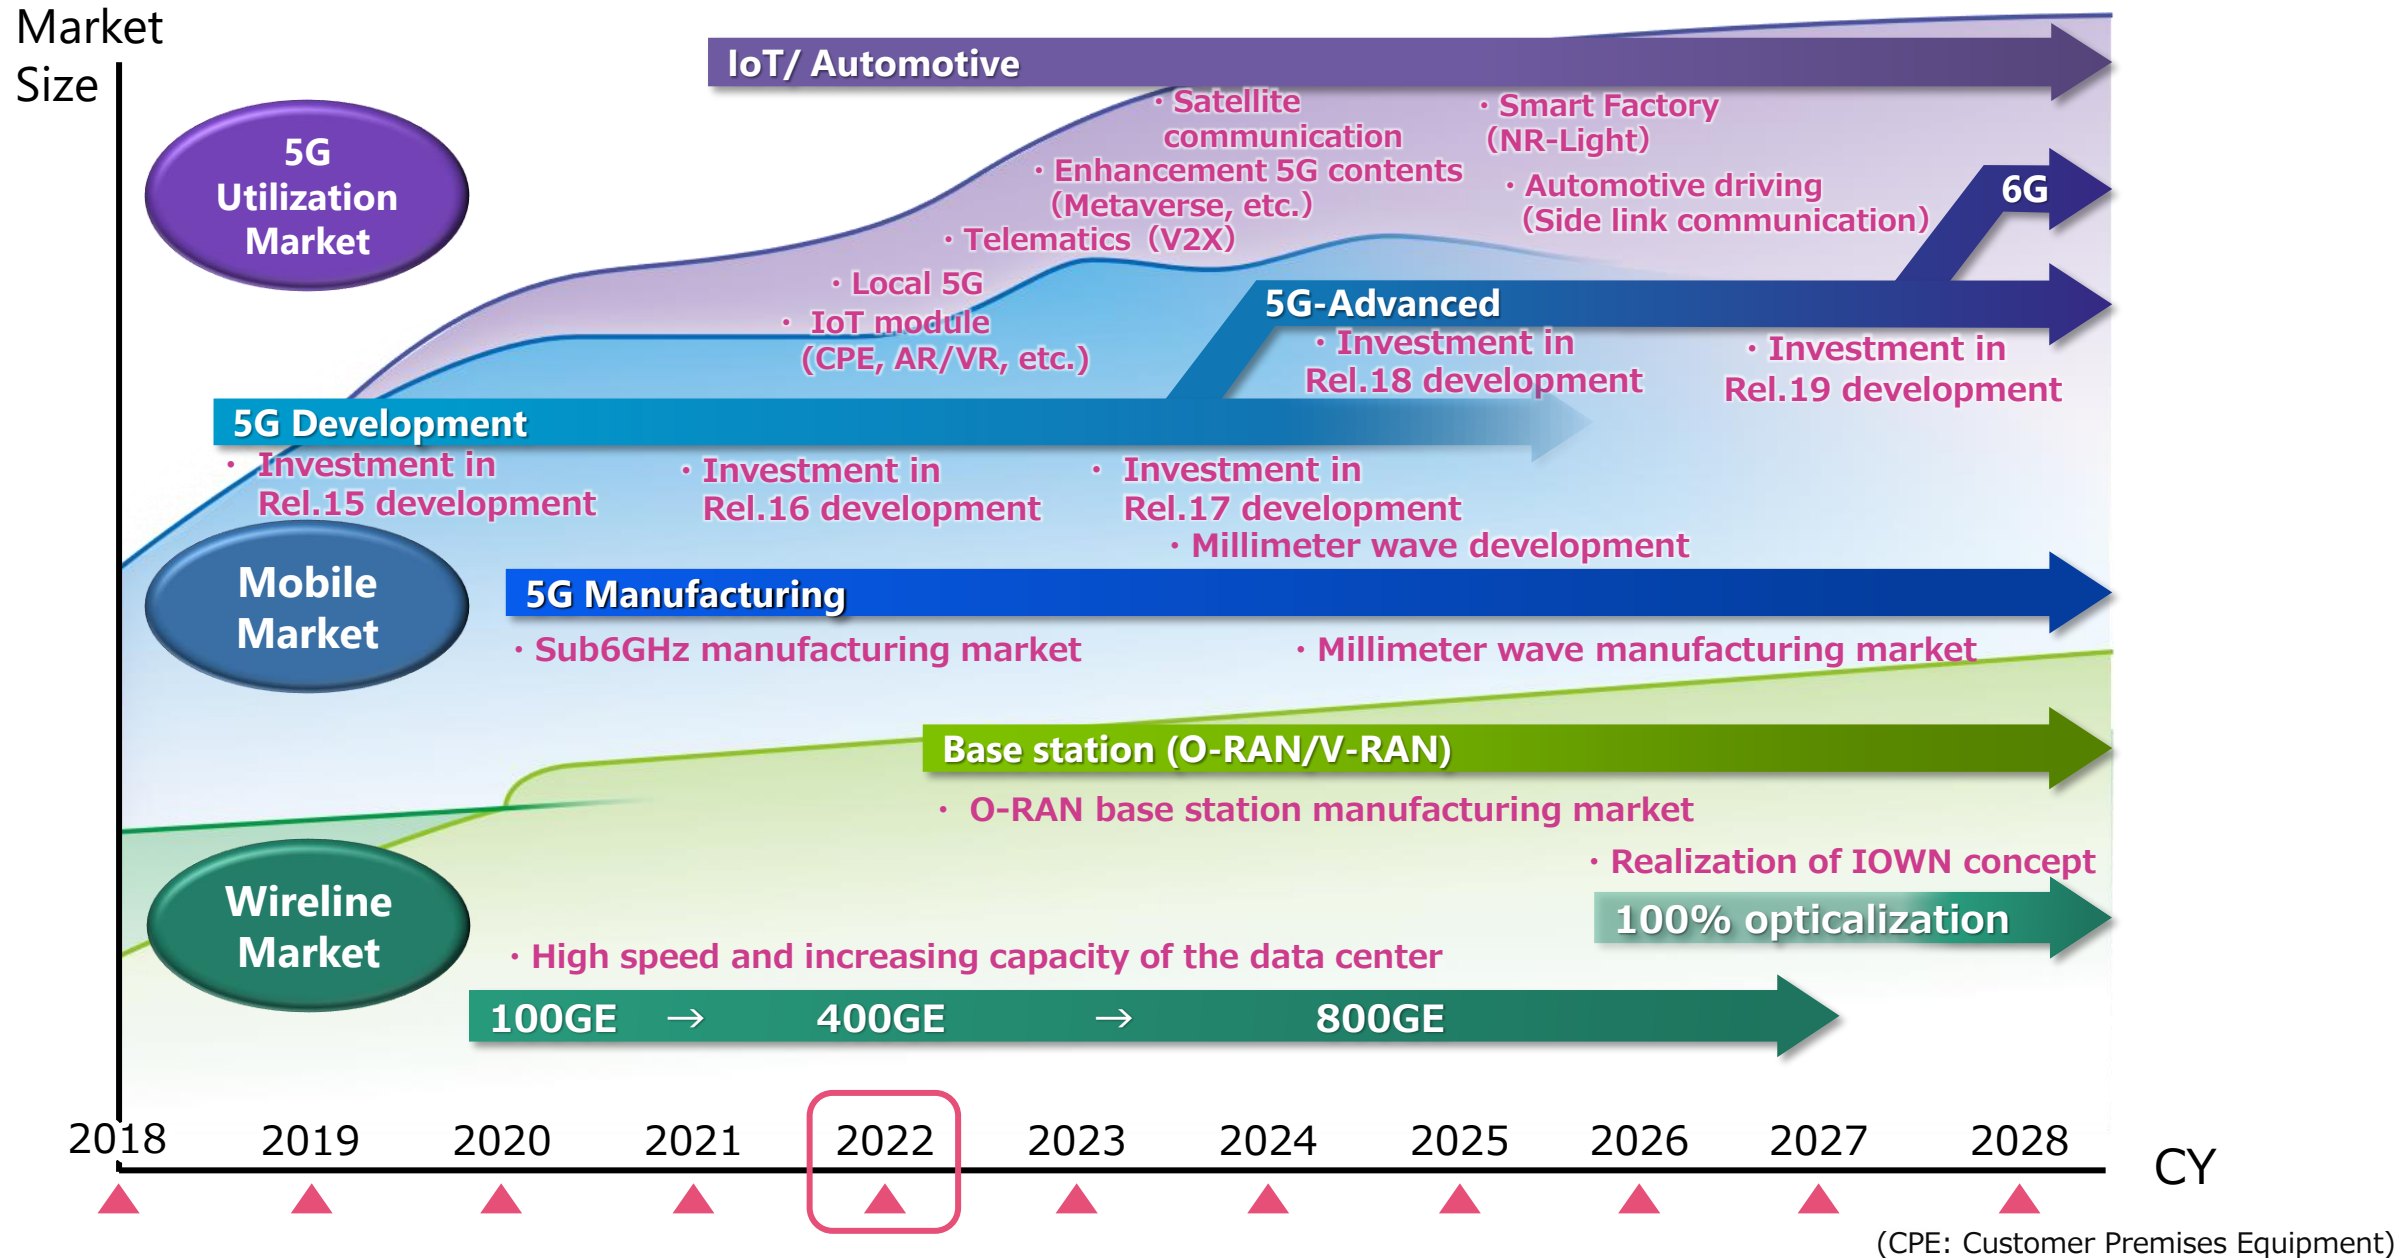 Market
Size
IoT/ Automotive
5G
Utilization
Market
・Satellite
communication
・Smart Factory
(NR-Light)
・Enhancement 5G contents
(Metaverse, etc.)
・Automotive driving
(Side link communication)
6G
・Telematics (V2X)
・Local 5G
・ IoT module
(CPE, AR/VR, etc.)
5G-Advanced
・Investment in
Rel.18 development
・Investment in
Rel.19 development
5G Development
・ Investment in
Rel.15 development
・Investment in
Rel.16 development
・ Investment in
Rel.17 development
・Millimeter wave development
Mobile
Market
5G Manufacturing
・Sub6GHz manufacturing market
・Millimeter wave manufacturing market
Base station (O-RAN/V-RAN)
・ O-RAN base station manufacturing market
・Realization of IOWN concept
100% opticalization
Wireline
Market
・High speed and increasing capacity of the data center
100GE → 400GE → 800GE
2018 2019 2020 2021 2022 2023 2024 2025 2026 2027 2028
CY
(CPE: Customer Premises Equipment)